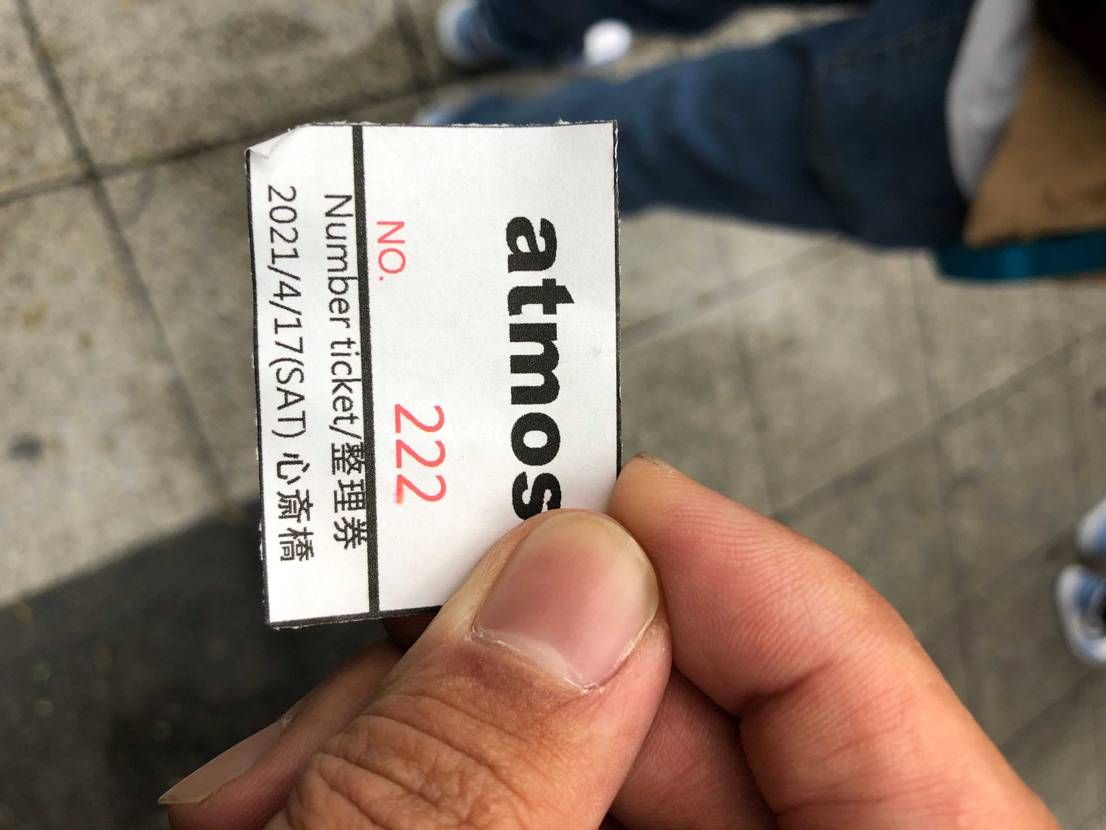 atmos
NO. 222
Number ticket/整理券
2021/4/17(SAT) 心斎橋